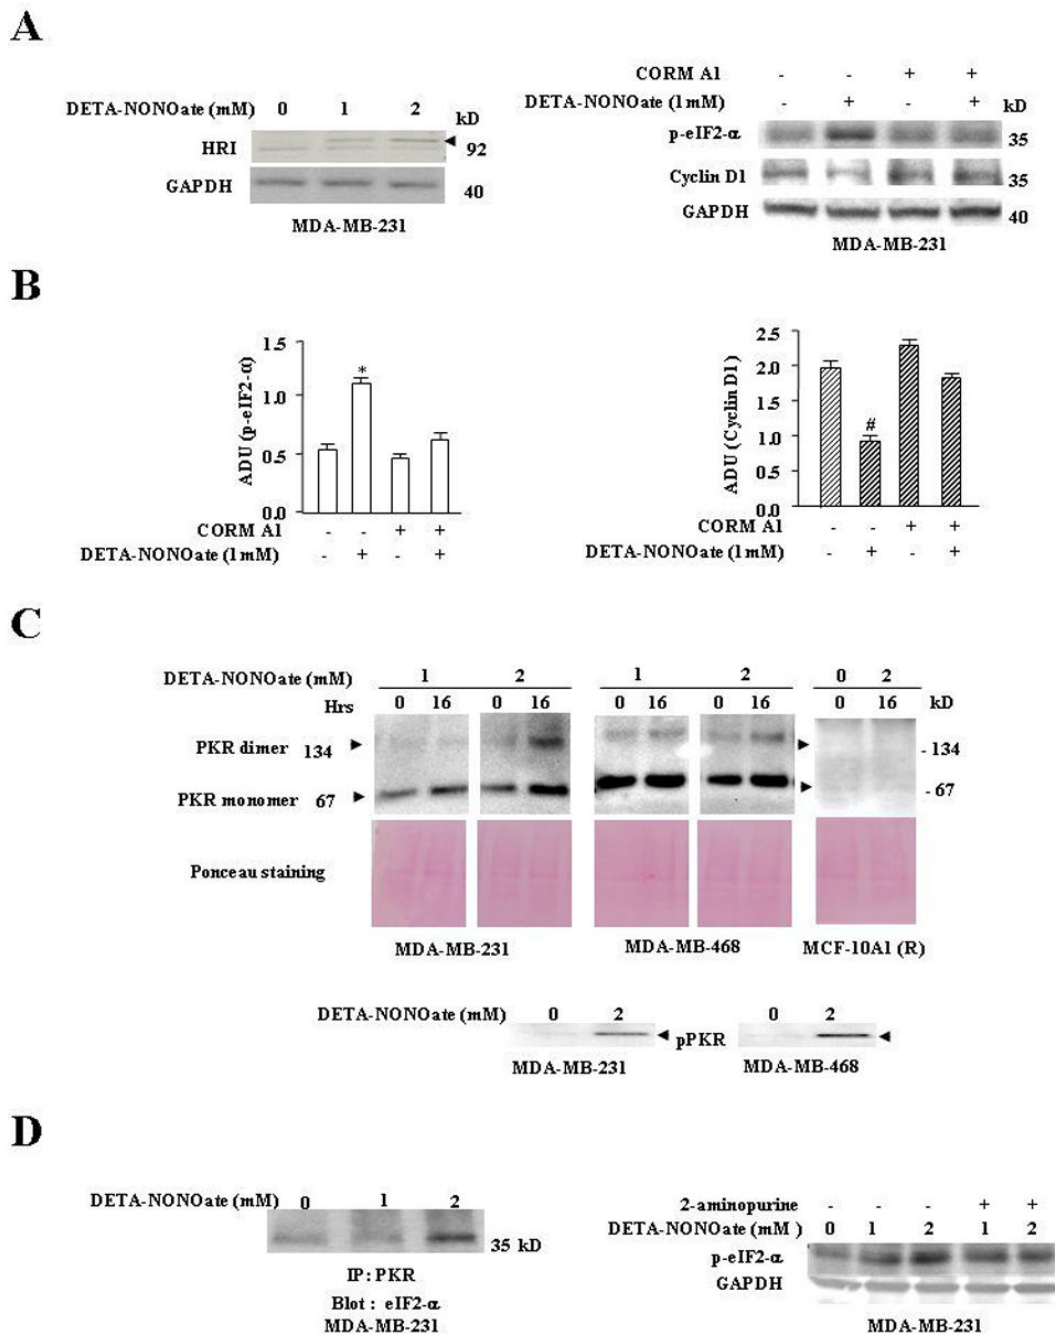 A
DETA-NONOate (mM) 0 1 2 kD
HRI 92
GAPDH 40
MDA-MB-231
CORM A1 - - + +
DETA-NONOate (1mM) - + - + kD
p-eIF2-α 35
Cyclin D1 35
GAPDH 40
MDA-MB-231
B
ADU (p-eIF2-α)
1.5
1.0
0.5
0.0
*
CORM A1 - - + +
DETA-NONOate (1mM) - + - +
ADU (Cyclin D1)
2.5
2.0
1.5
1.0
0.5
0.0
#
CORM A1 - - + +
DETA-NONOate (1mM) - + - +
C
DETA-NONOate (mM) 1 2 1 2 0 2
Hrs 0 16 0 16 0 16 0 16 0 16 kD
PKR dimer 134 - 134
PKR monomer 67 - 67
Ponceau staining
MDA-MB-231 MDA-MB-468 MCF-10A1 (R)
DETA-NONOate (mM) 0 2 0 2
pPKR
MDA-MB-231 MDA-MB-468
D
DETA-NONOate (mM) 0 1 2
35 kD
IP: PKR
Blot : eIF2-α
MDA-MB-231
2-aminopurine - - - + +
DETA-NONOate (mM ) 0 1 2 1 2
p-eIF2-α
GAPDH
MDA-MB-231